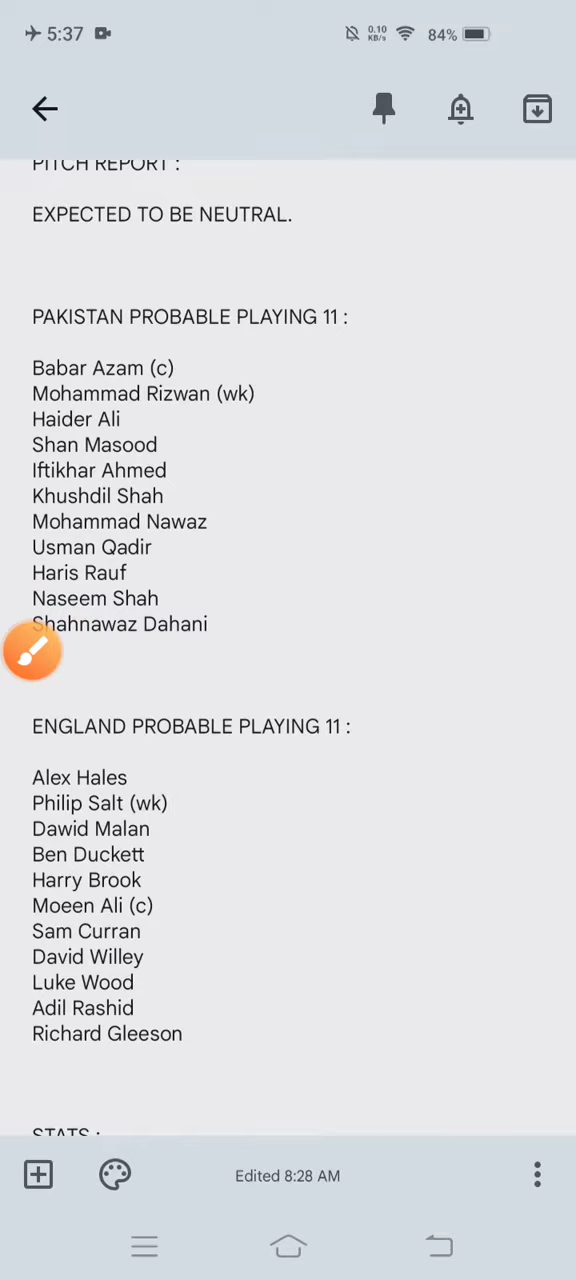 5:37
0.10
KB/s
84%
PITCH REPORT :
EXPECTED TO BE NEUTRAL.
PAKISTAN PROBABLE PLAYING 11 :
Babar Azam (c)
Mohammad Rizwan (wk)
Haider Ali
Shan Masood
Iftikhar Ahmed
Khushdil Shah
Mohammad Nawaz
Usman Qadir
Haris Rauf
Naseem Shah
Shahnawaz Dahani
ENGLAND PROBABLE PLAYING 11 :
Alex Hales
Philip Salt (wk)
Dawid Malan
Ben Duckett
Harry Brook
Moeen Ali (c)
Sam Curran
David Willey
Luke Wood
Adil Rashid
Richard Gleeson
STATS :
Edited 8:28 AM